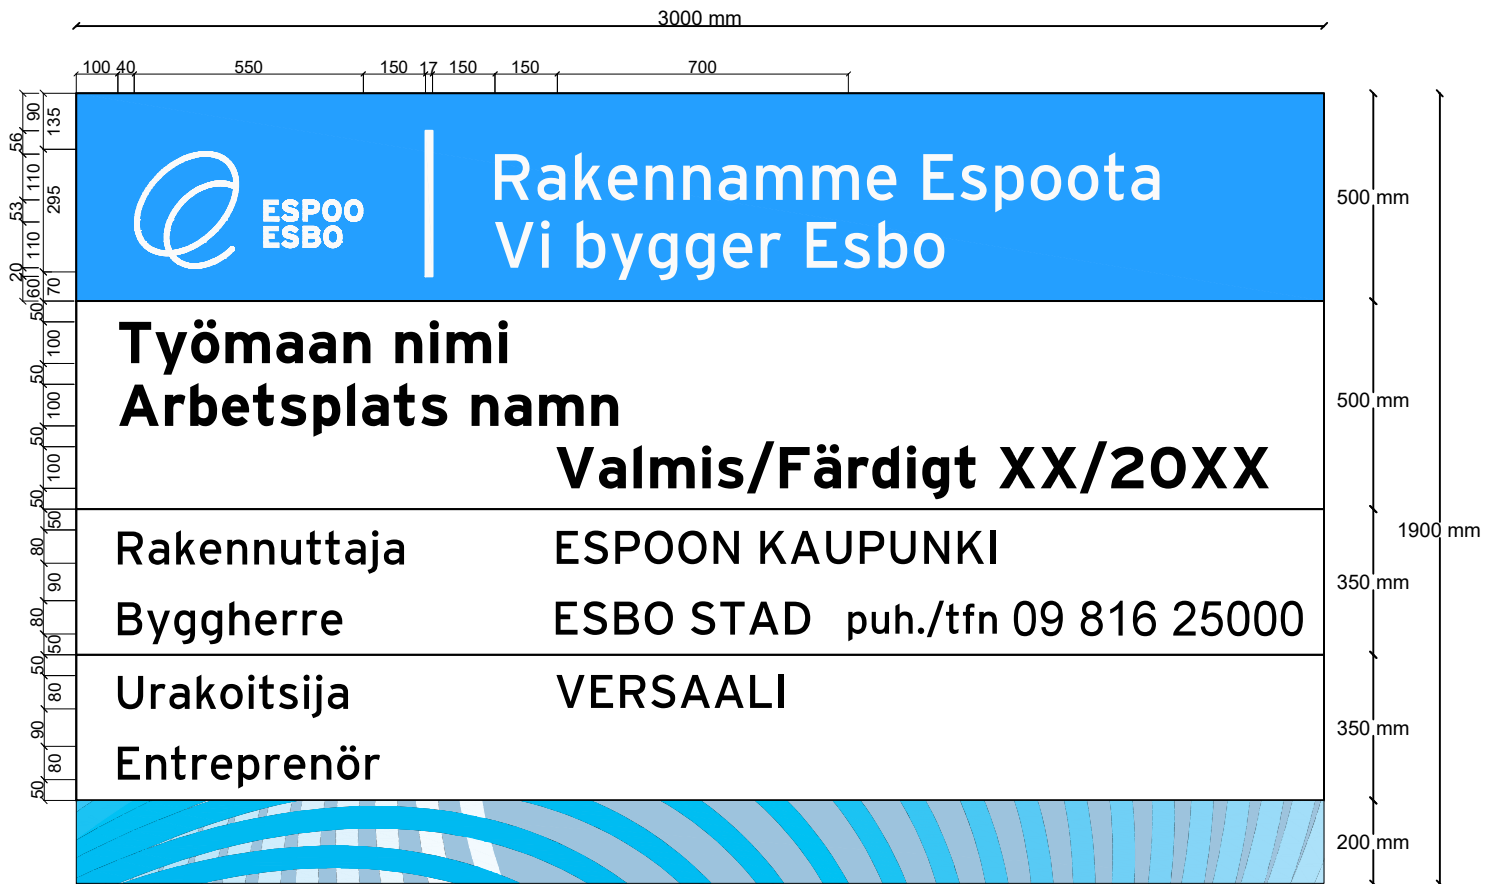 3000 mm
100 40 550 150 17 150 150 700
90 135
56
110 295
53
110
20 60 70
ESPOO
ESBO
Rakennamme Espoota
Vi bygger Esbo
500 mm
50
100
50
100
50
100
50
Työmaan nimi
Arbetsplats namn
Valmis/Färdigt XX/20XX
500 mm
1900 mm
50
80
90
80
50
Rakennuttaja ESPOON KAUPUNKI
Byggherre ESBO STAD puh./tfn 09 816 25000
350 mm
50
80
90
80
50
Urakoitsija VERSAALI
Entreprenör
350 mm
200 mm